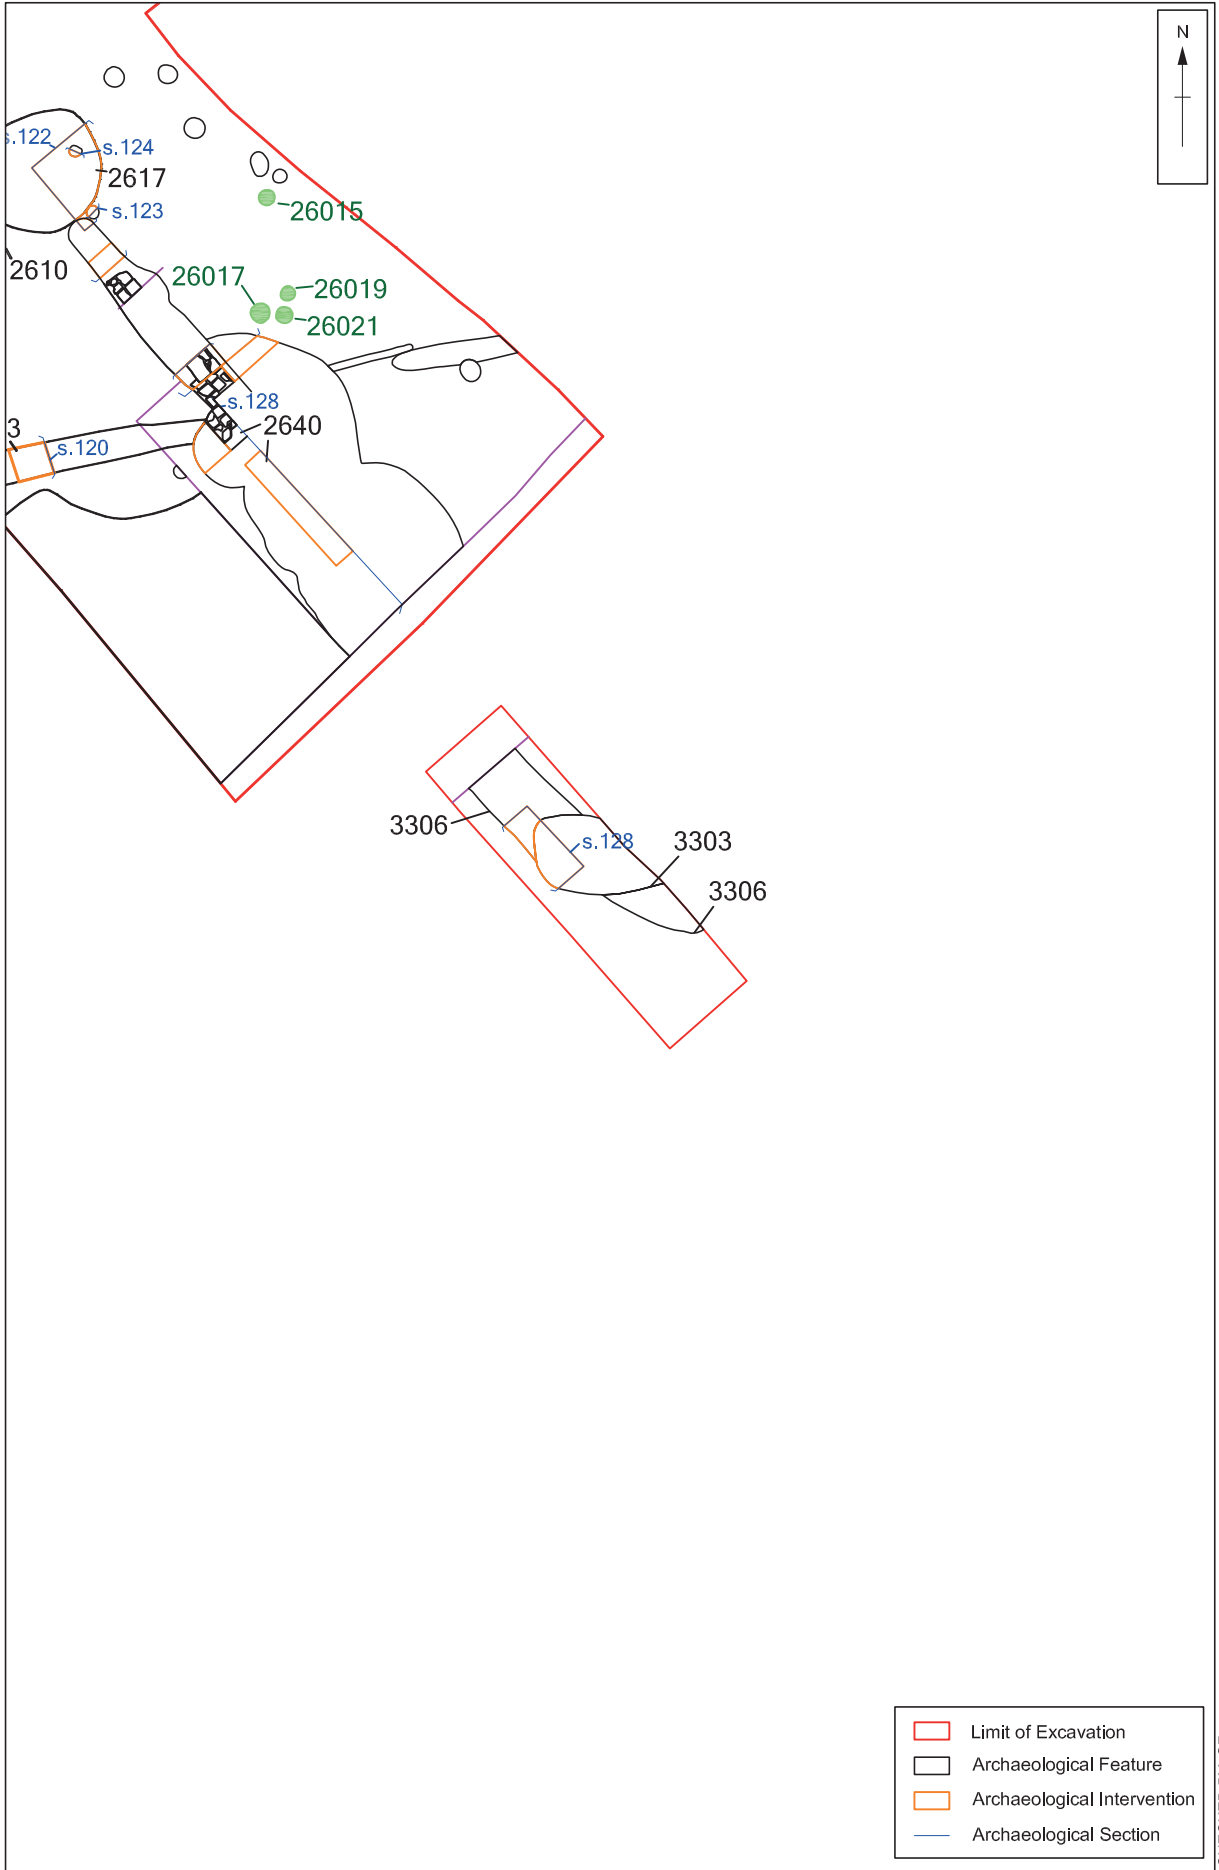 N
s.122
s.124
2617
s.123
26015
2610
26017
26019
26021
s.128
2640
3
s.120
3306
s.128
3303
3306
Limit of Excavation
Archaeological Feature
Archaeological Intervention
Archaeological Section